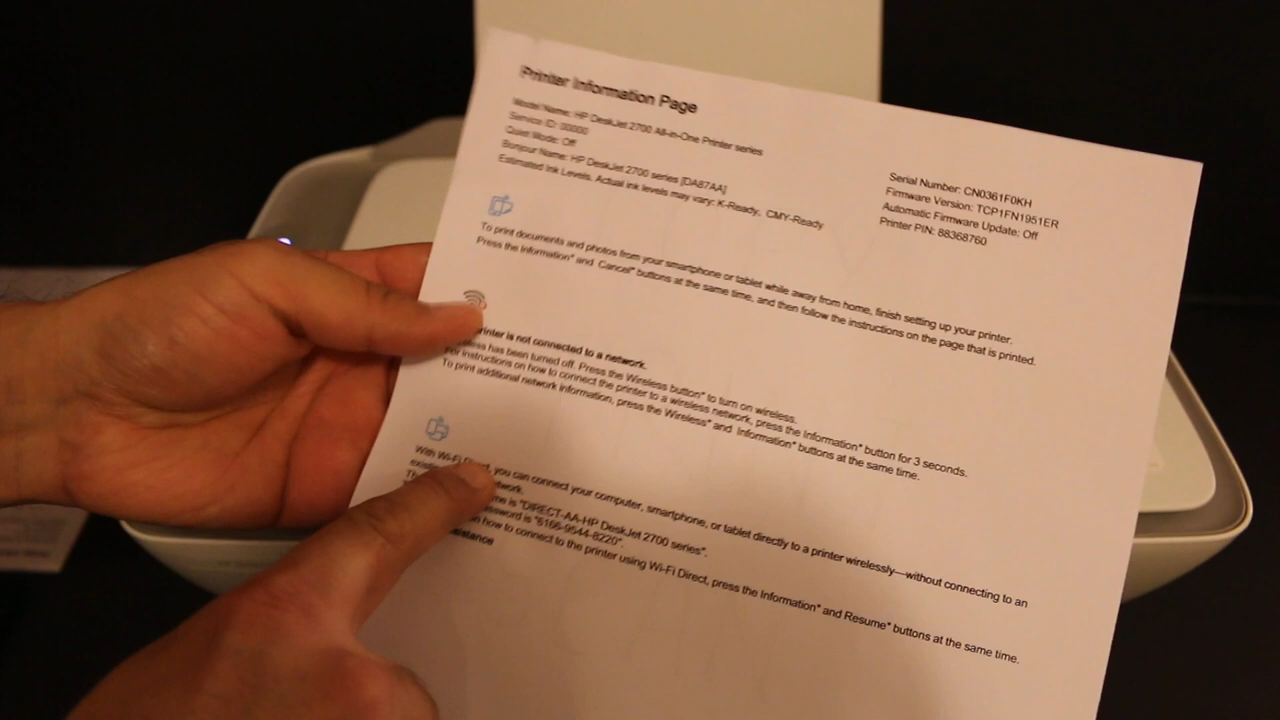 Printer Information Page
Model Name: HP DeskJet 2700 All-in-One Printer series
Service ID: 00000
Quiet Mode: Off
Bonjour Name: HP DeskJet 2700 series [DA87AA]
Estimated Ink Levels. Actual ink levels may vary: K-Ready, CMY-Ready
Serial Number: CN0361F0KH
Firmware Version: TCP1FN1951ER
Automatic Firmware Update: Off
Printer PIN: 88368760
To print documents and photos from your smartphone or tablet while away from home, finish setting up your printer.
Press the Information* and Cancel* buttons at the same time, and then follow the instructions on the page that is printed.
printer is not connected to a network.
has been turned off. Press the Wireless button* to turn on wireless.
For instructions on how to connect the printer to a wireless network, press the Information* button for 3 seconds.
To print additional network information, press the Wireless* and Information* buttons at the same time.
With Wi-Fi Direct, you can connect your computer, smartphone, or tablet directly to a printer wirelessly—without connecting to an
network.
is "DIRECT-AA-HP DeskJet 2700 series".
is "6166-9544-8220".
on how to connect to the printer using Wi-Fi Direct, press the Information* and Resume* buttons at the same time.